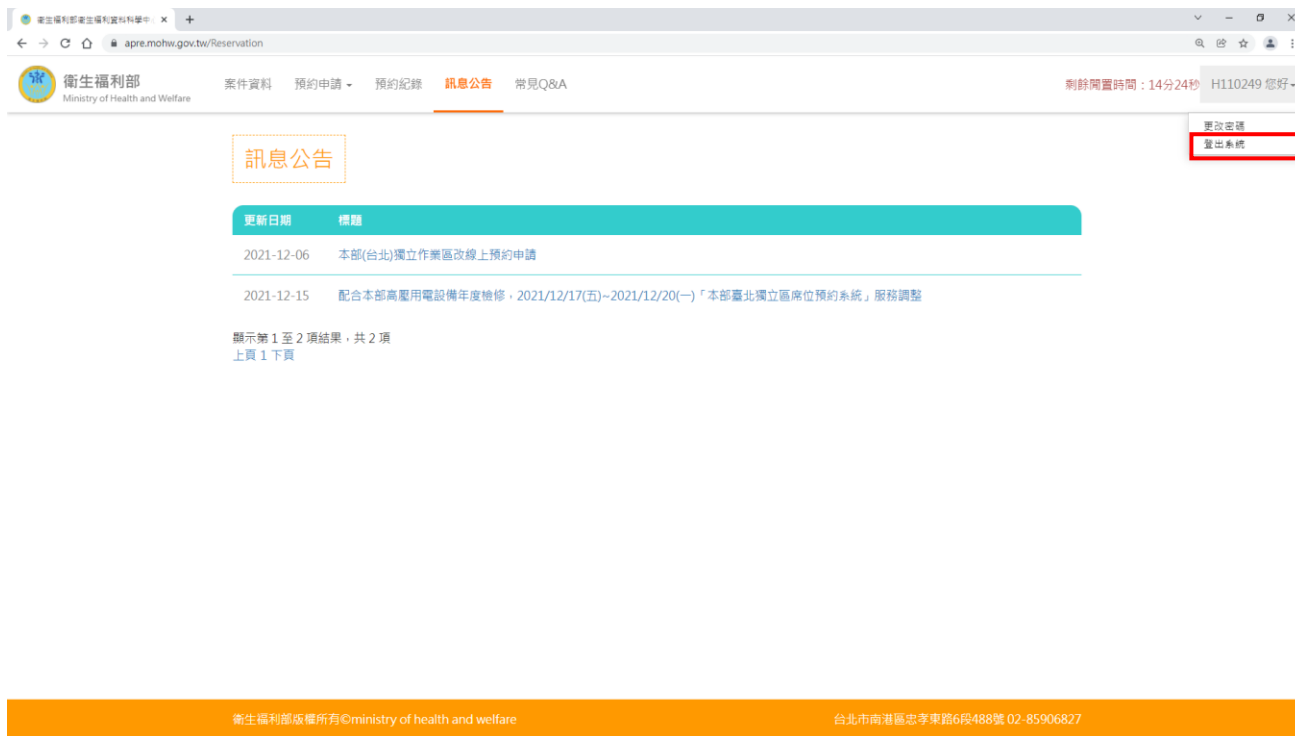 衛生福利部衛生福利資料科學中
apre.mohw.gov.tw/Reservation
衛生福利部
Ministry of Health and Welfare
案件資料 預約申請 預約紀錄 訊息公告 常見Q&A
剩餘閒置時間：14分24秒 H110249 您好
更改密碼
登出系統
訊息公告
更新日期 標題
2021-12-06 本部(台北)獨立作業區改線上預約申請
2021-12-15 配合本部高壓用電設備年度檢修，2021/12/17(五)~2021/12/20(一)「本部臺北獨立區席位預約系統」服務調整
顯示第 1 至 2 項結果，共 2 項
上頁 1 下頁
衛生福利部版權所有©ministry of health and welfare
台北市南港區忠孝東路6段488號 02-85906827